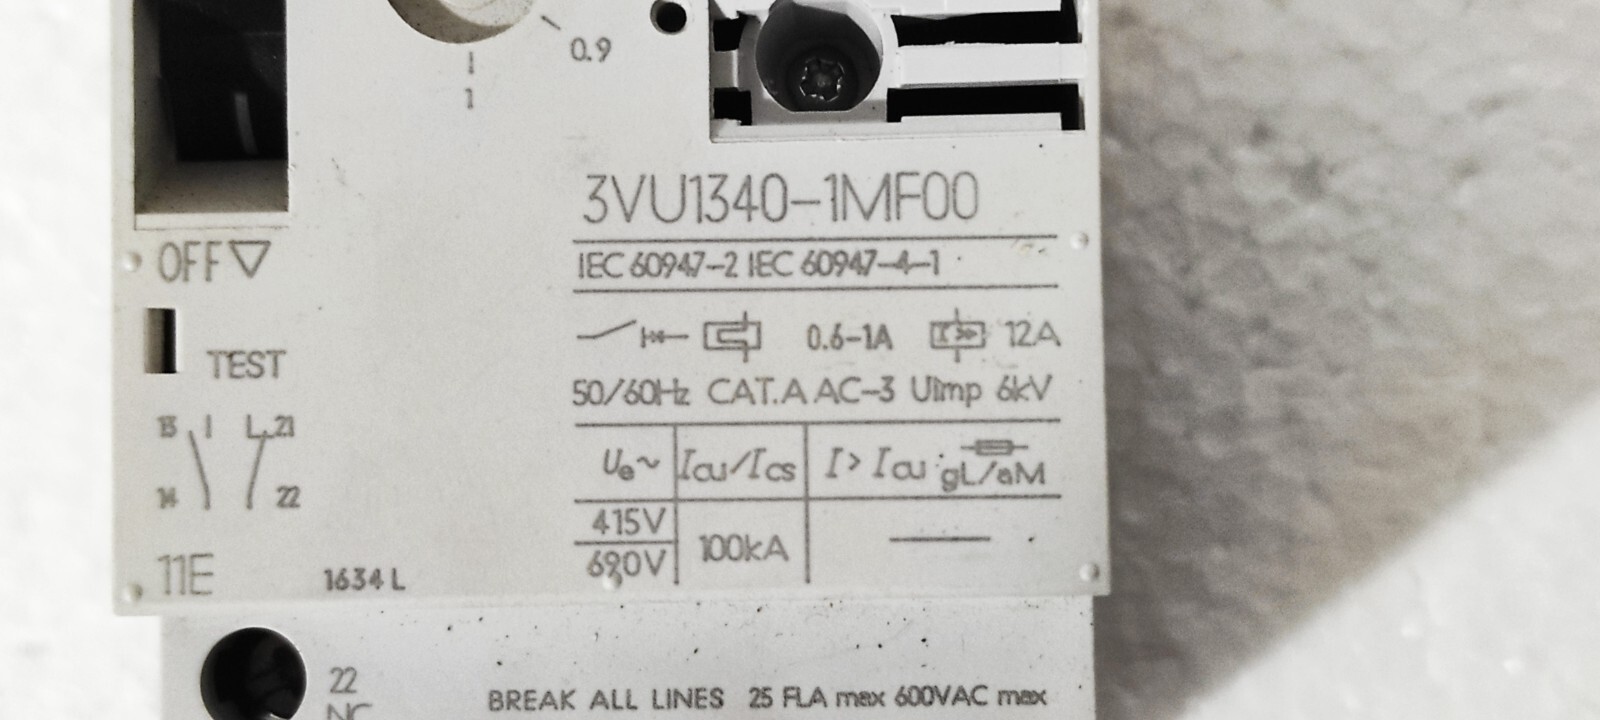 0.9
1
3VU1340-1MF00
OFF
IEC 60947-2 IEC 60947-4-1
I>> 12A
0.6-1A
TEST
50/60Hz CAT.A AC-3 Uimp 6kV
13 21
Ue~ Icu/Ics I> Icu gL/aM
14 22
415V
100kA
690V
11E 1634 L
22
NC
BREAK ALL LINES 25 FLA max 600VAC max